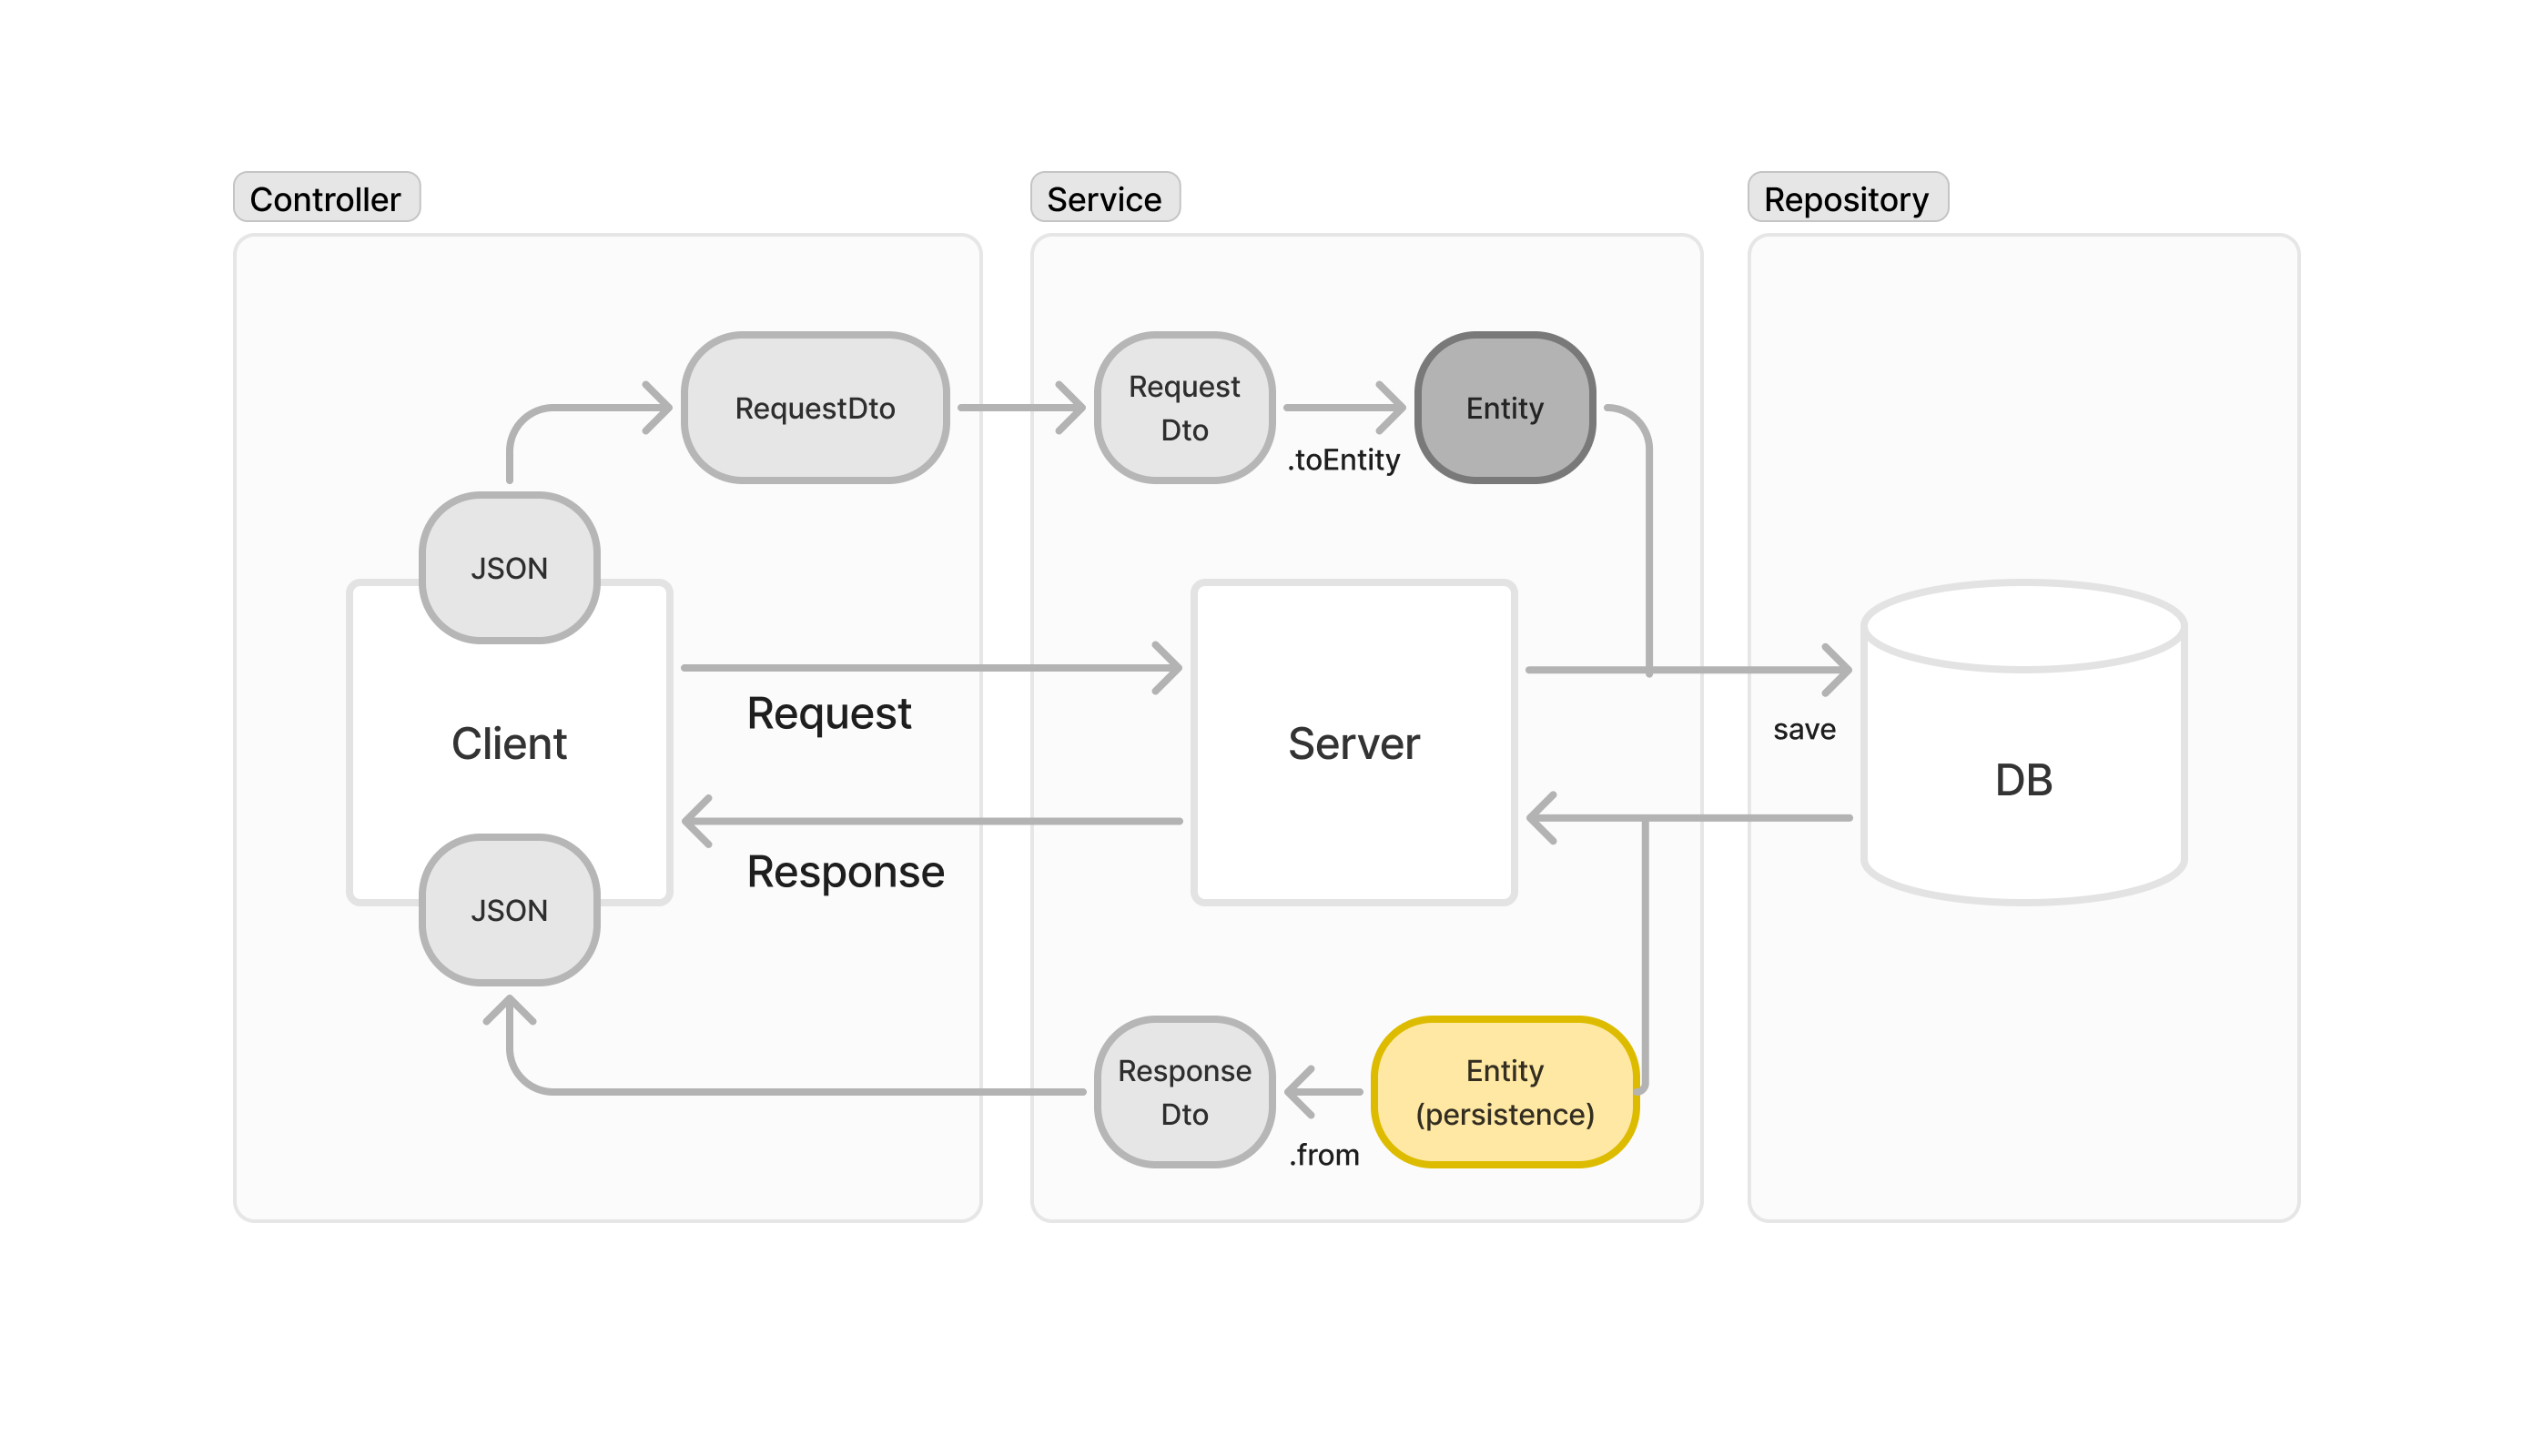 Controller
Service
Repository
RequestDto
Request
Dto
.toEntity
Entity
JSON
Client
Request
Response
Server
save
DB
JSON
Response
Dto
.from
Entity
(persistence)